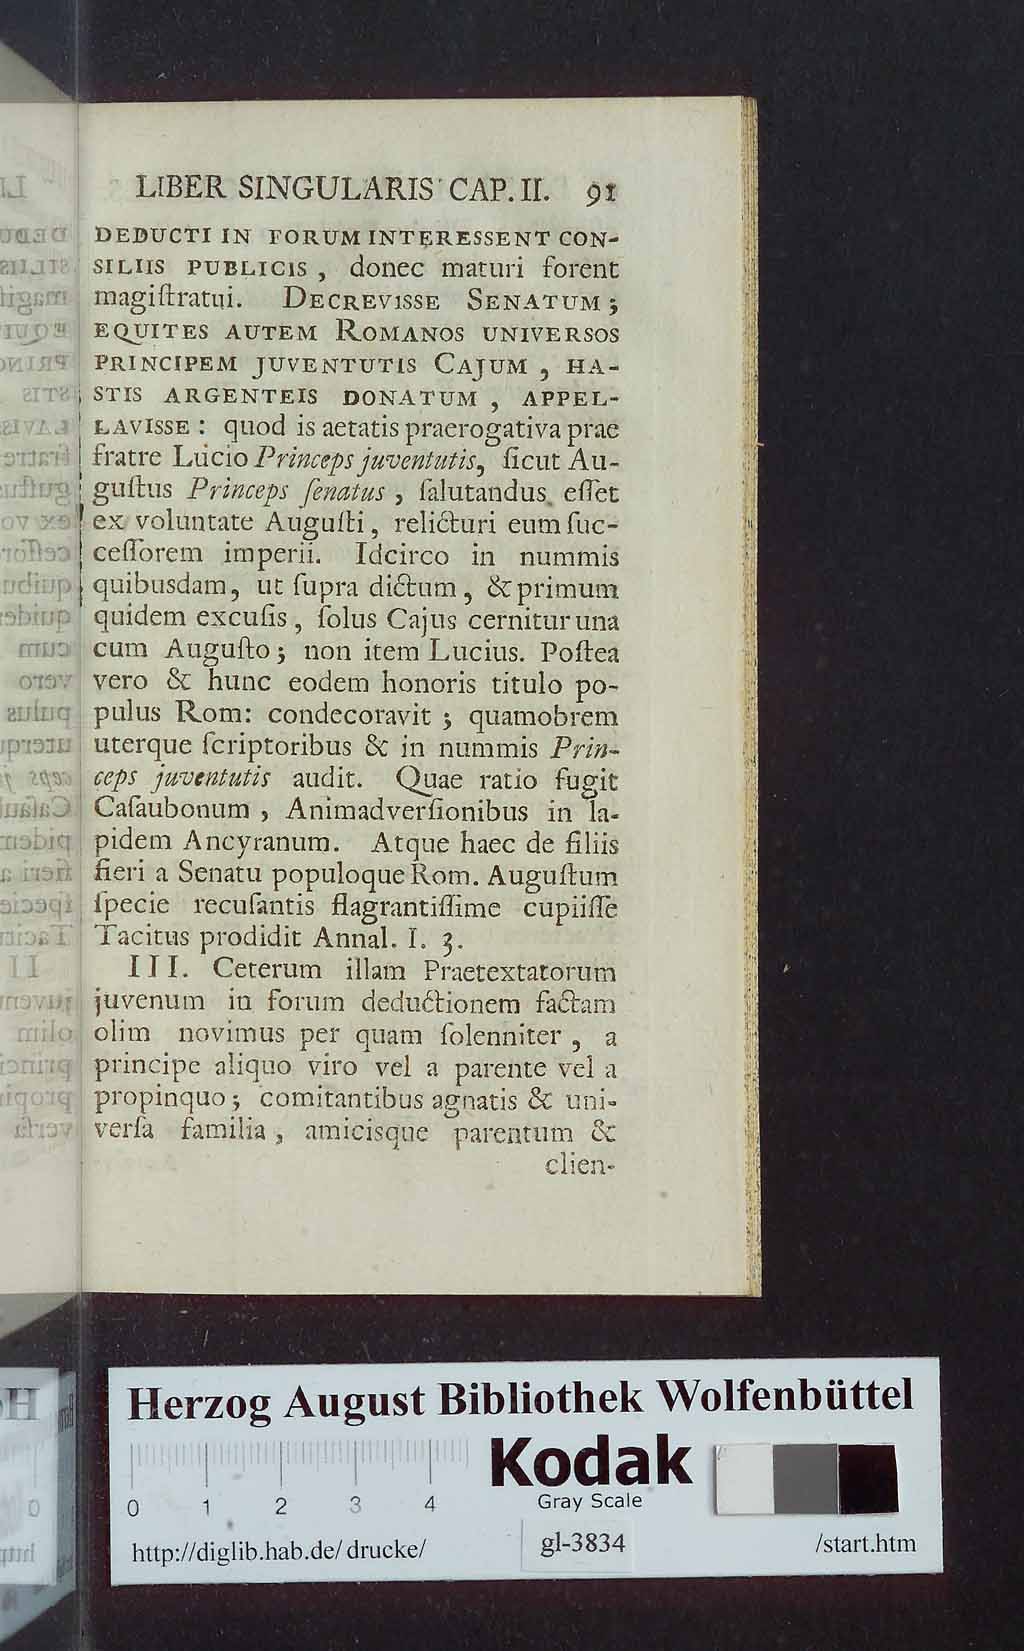 LIBER SINGULARIS CAP. II. 91
DEDUCTI IN FORUM INTERESSENT CON-
SILIIS PUBLICIS, donec maturi forent
magiſtratui. DECREVISSE SENATUM;
EQUITES AUTEM ROMANOS UNIVERSOS
PRINCIPEM JUVENTUTIS CAJUM, HA-
STIS ARGENTEIS DONATUM, APPEL-
LAVISSE: quod is aetatis praerogativa prae
fratre Lucio Princeps juventutis, ſicut Au-
guſtus Princeps ſenatus, ſalutandus eſſet
ex voluntate Auguſti, relicturi eum ſuc-
ceſſorem imperii. Idcirco in nummis
quibusdam, ut ſupra dictum, & primum
quidem excuſis, ſolus Cajus cernitur una
cum Auguſto; non item Lucius. Poſtea
vero & hunc eodem honoris titulo po-
pulus Rom: condecoravit; quamobrem
uterque ſcriptoribus & in nummis Prin-
ceps juventutis audit. Quae ratio fugit
Caſaubonum, Animadverſionibus in la-
pidem Ancyranum. Atque haec de filiis
fieri a Senatu populoque Rom. Auguſtum
ſpecie recuſantis flagrantiſſime cupiiſſe
Tacitus prodidit Annal. I. 3.
III. Ceterum illam Praetextatorum
juvenum in forum deductionem factam
olim novimus per quam ſolenniter, a
principe aliquo viro vel a parente vel a
propinquo; comitantibus agnatis & uni-
verſa familia, amicisque parentum &
clien-
Herzog August Bibliothek Wolfenbüttel
Kodak
Gray Scale
0 1 2 3 4
http://diglib.hab.de/drucke/ gl-3834 /start.htm